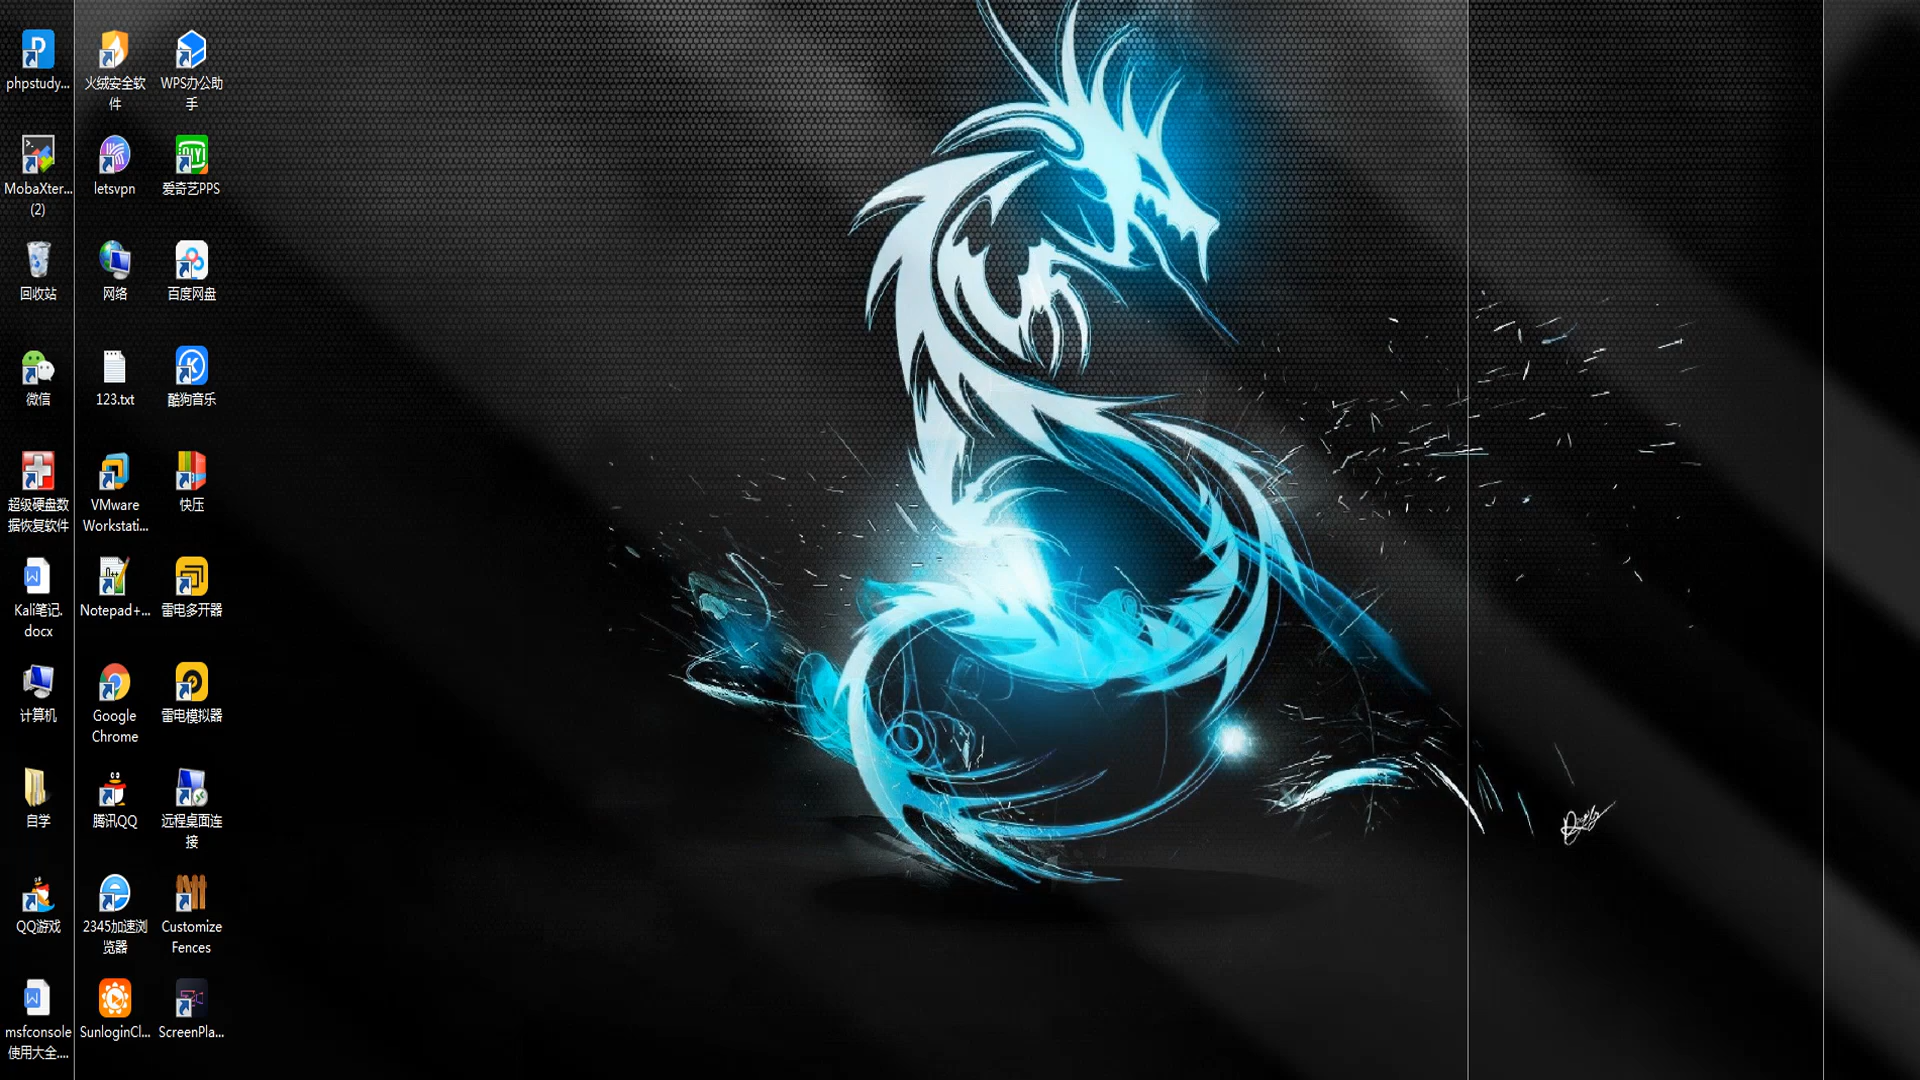 phpstudy...
火绒安全软
件
WPS办公助
手
MobaXter...
(2)
letsvpn
爱奇艺PPS
回收站
网络
百度网盘
微信
123.txt
酷狗音乐
超级硬盘数
据恢复软件
VMware
Workstati...
快压
Kali笔记.
docx
Notepad+...
雷电多开器
计算机
Google
Chrome
雷电模拟器
自学
腾讯QQ
远程桌面连
接
QQ游戏
2345加速浏
览器
Customize
Fences
msfconsole
使用大全....
SunloginCl...
ScreenPla...